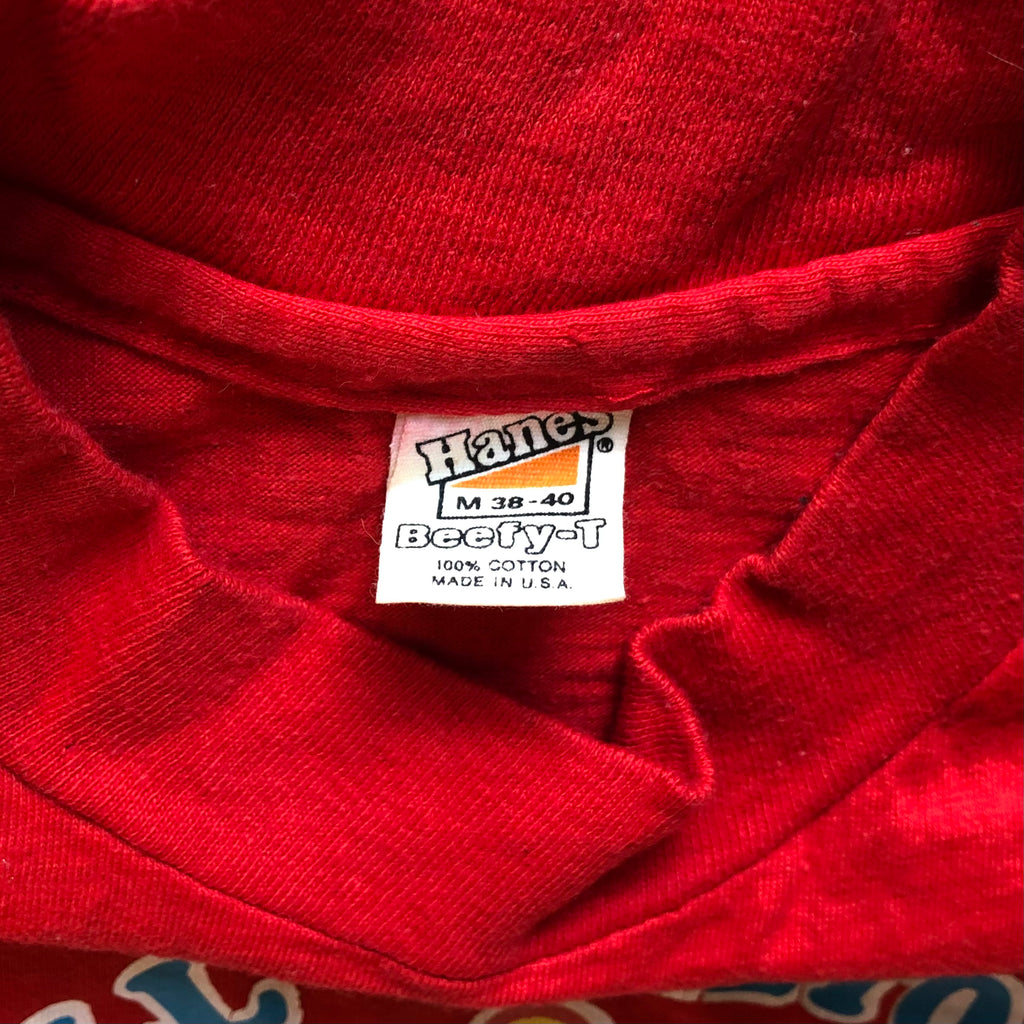 Hanes®
M 38-40
Beefy-T
100% COTTON
MADE IN U.S.A.